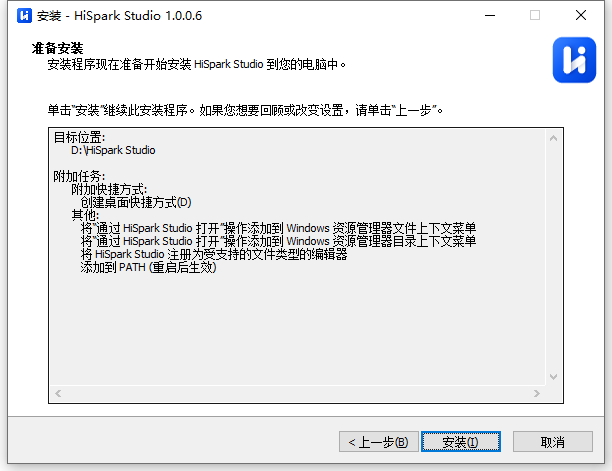 安装 - HiSpark Studio 1.0.0.6
准备安装
安装程序现在准备开始安装 HiSpark Studio 到您的电脑中。
单击“安装”继续此安装程序。如果您想要回顾或改变设置，请单击“上一步”。
目标位置:
D:\HiSpark Studio
附加任务:
附加快捷方式:
创建桌面快捷方式(D)
其他:
将“通过 HiSpark Studio 打开”操作添加到 Windows 资源管理器文件上下文菜单
将“通过 HiSpark Studio 打开”操作添加到 Windows 资源管理器目录上下文菜单
将 HiSpark Studio 注册为受支持的文件类型的编辑器
添加到 PATH (重启后生效)
< 上一步(B) 安装(I) 取消